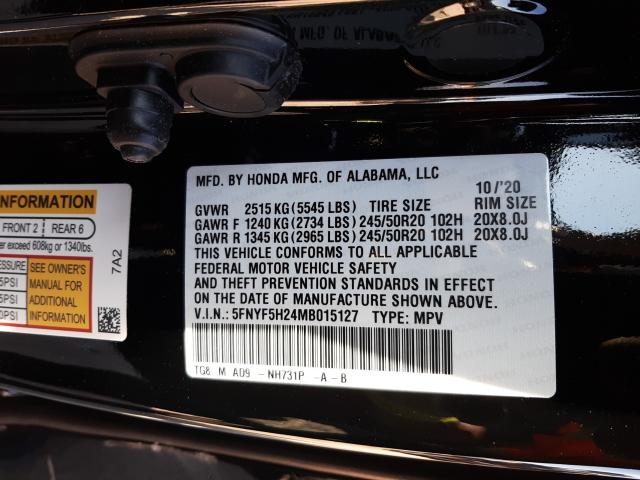 MFD. BY HONDA MFG. OF ALABAMA, LLC 10/'20
GVWR 2515 KG (5545 LBS) TIRE SIZE RIM SIZE
GAWR F 1240 KG (2734 LBS) 245/50R20 102H 20X8.0J
GAWR R 1345 KG (2965 LBS) 245/50R20 102H 20X8.0J
THIS VEHICLE CONFORMS TO ALL APPLICABLE
FEDERAL MOTOR VEHICLE SAFETY
AND THEFT PREVENTION STANDARDS IN EFFECT
ON THE DATE OF MANUFACTURE SHOWN ABOVE.
V.I.N.: 5FNYF5H24MB015127 TYPE: MPV
TG8 M A09 -NH731P -A -B
INFORMATION
FRONT 2 REAR 6
exceed 608kg or 1340lbs.
SEE OWNER'S
MANUAL FOR
ADDITIONAL
INFORMATION
7A2